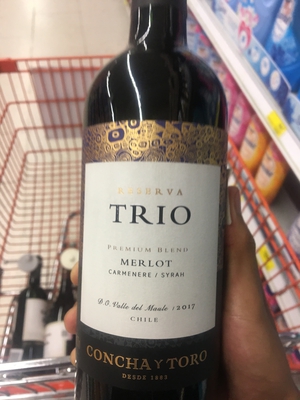 RESERVA
TRIO
PREMIUM BLEND
MERLOT
CARMENERE / SYRAH
D.O. Valle del Maule : 2017
CHILE
CONCHA Y TORO
DESDE 1883